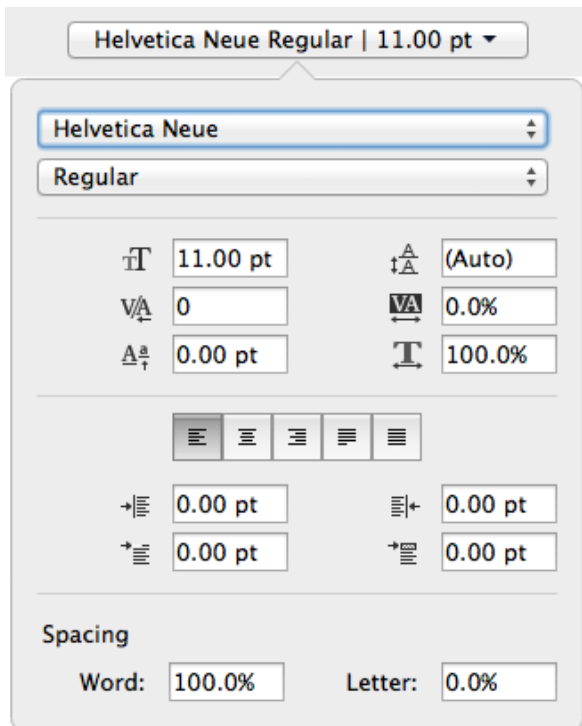 Helvetica Neue Regular | 11.00 pt
Helvetica Neue
Regular
11.00 pt (Auto)
0 0.0%
0.00 pt 100.0%
0.00 pt 0.00 pt
0.00 pt 0.00 pt
Spacing
Word: 100.0% Letter: 0.0%